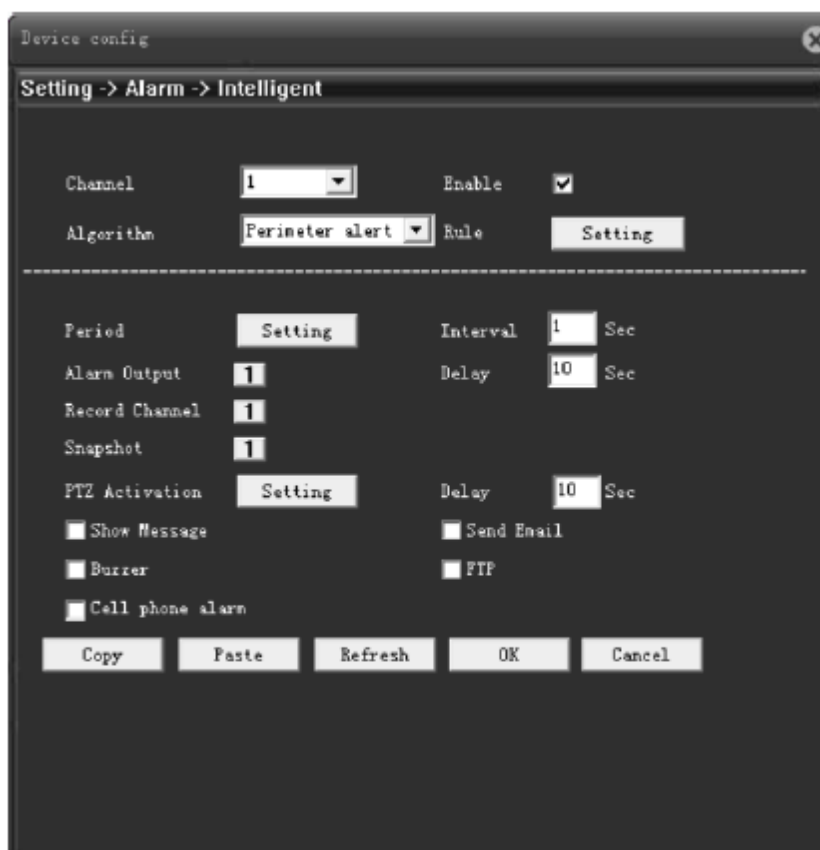 Device config
Setting -> Alarm -> Intelligent
Channel 1 Enable
Algorithm Perimeter alert Rule Setting
Period Setting Interval 1 Sec
Alarm Output 1 Delay 10 Sec
Record Channel 1
Snapshot 1
PTZ Activation Setting Delay 10 Sec
Show Message Send Email
Buzzer FTP
Cell phone alarm
Copy Paste Refresh OK Cancel